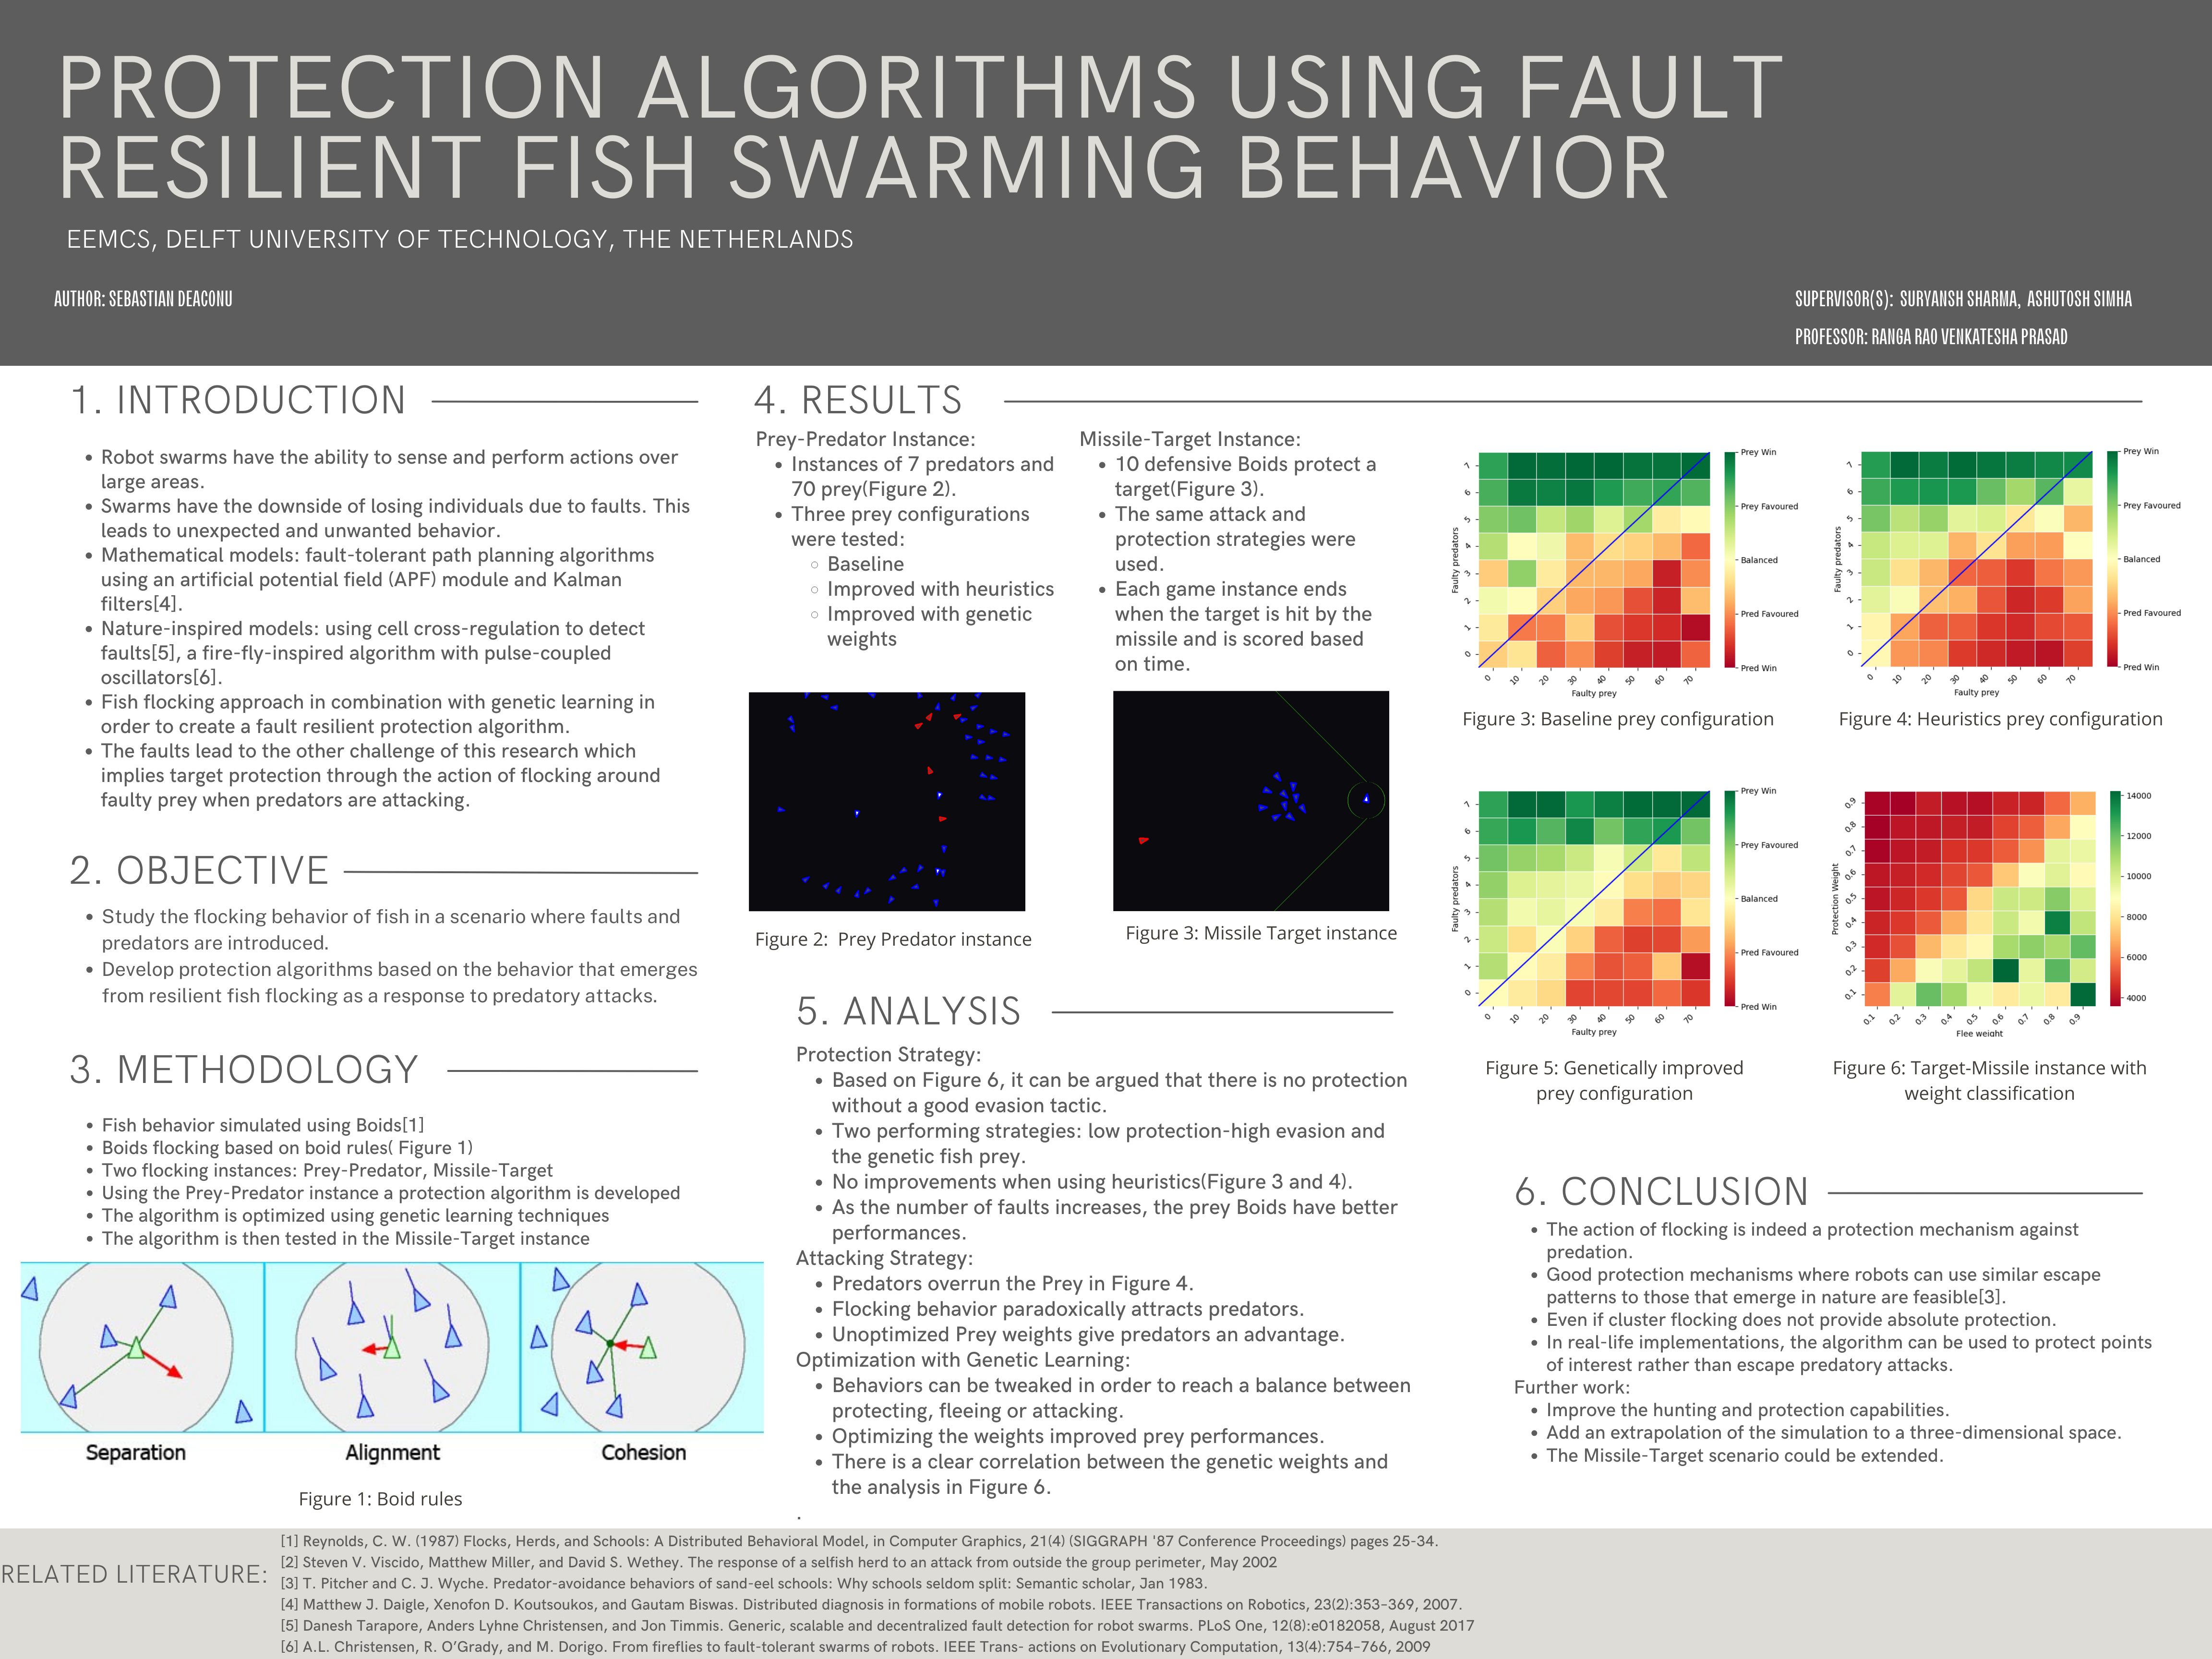 PROTECTION ALGORITHMS USING FAULT
RESILIENT FISH SWARMING BEHAVIOR
EEMCS, DELFT UNIVERSITY OF TECHNOLOGY, THE NETHERLANDS
AUTHOR: SEBASTIAN DEACONU
SUPERVISOR(S): SURYANSH SHARMA, ASHUTOSH SIMHA
PROFESSOR: RANGA RAO VENKATESHA PRASAD
1. INTRODUCTION
• Robot swarms have the ability to sense and perform actions over
large areas.
• Swarms have the downside of losing individuals due to faults. This
leads to unexpected and unwanted behavior.
• Mathematical models: fault-tolerant path planning algorithms
using an artificial potential field (APF) module and Kalman
filters[4].
• Nature-inspired models: using cell cross-regulation to detect
faults[5], a fire-fly-inspired algorithm with pulse-coupled
oscillators[6].
• Fish flocking approach in combination with genetic learning in
order to create a fault resilient protection algorithm.
• The faults lead to the other challenge of this research which
implies target protection through the action of flocking around
faulty prey when predators are attacking.
2. OBJECTIVE
• Study the flocking behavior of fish in a scenario where faults and
predators are introduced.
• Develop protection algorithms based on the behavior that emerges
from resilient fish flocking as a response to predatory attacks.
3. METHODOLOGY
• Fish behavior simulated using Boids[1]
• Boids flocking based on boid rules( Figure 1)
• Two flocking instances: Prey-Predator, Missile-Target
• Using the Prey-Predator instance a protection algorithm is developed
• The algorithm is optimized using genetic learning techniques
• The algorithm is then tested in the Missile-Target instance
Separation
Alignment
Cohesion
Figure 1: Boid rules
4. RESULTS
Prey-Predator Instance:
• Instances of 7 predators and
70 prey(Figure 2).
• Three prey configurations
were tested:
○ Baseline
○ Improved with heuristics
○ Improved with genetic
weights
Missile-Target Instance:
• 10 defensive Boids protect a
target(Figure 3).
• The same attack and
protection strategies were
used.
• Each game instance ends
when the target is hit by the
missile and is scored based
on time.
Figure 2: Prey Predator instance
Figure 3: Missile Target instance
Faulty predators
7
6
5
4
3
2
1
0
0 10 20 30 40 50 60 70
Faulty prey
Prey Win
Prey Favoured
Balanced
Pred Favoured
Pred Win
Figure 3: Baseline prey configuration
Faulty predators
7
6
5
4
3
2
1
0
0 10 20 30 40 50 60 70
Faulty prey
Prey Win
Prey Favoured
Balanced
Pred Favoured
Pred Win
Figure 4: Heuristics prey configuration
Faulty predators
7
6
5
4
3
2
1
0
0 10 20 30 40 50 60 70
Faulty prey
Prey Win
Prey Favoured
Balanced
Pred Favoured
Pred Win
Figure 5: Genetically improved
prey configuration
Protection Weight
0.9
0.8
0.7
0.6
0.5
0.4
0.3
0.2
0.1
0.1 0.2 0.3 0.4 0.5 0.6 0.7 0.8 0.9
Flee weight
14000
12000
10000
8000
6000
4000
Figure 6: Target-Missile instance with
weight classification
5. ANALYSIS
Protection Strategy:
• Based on Figure 6, it can be argued that there is no protection
without a good evasion tactic.
• Two performing strategies: low protection-high evasion and
the genetic fish prey.
• No improvements when using heuristics(Figure 3 and 4).
• As the number of faults increases, the prey Boids have better
performances.
Attacking Strategy:
• Predators overrun the Prey in Figure 4.
• Flocking behavior paradoxically attracts predators.
• Unoptimized Prey weights give predators an advantage.
Optimization with Genetic Learning:
• Behaviors can be tweaked in order to reach a balance between
protecting, fleeing or attacking.
• Optimizing the weights improved prey performances.
• There is a clear correlation between the genetic weights and
the analysis in Figure 6.
.
6. CONCLUSION
• The action of flocking is indeed a protection mechanism against
predation.
• Good protection mechanisms where robots can use similar escape
patterns to those that emerge in nature are feasible[3].
• Even if cluster flocking does not provide absolute protection.
• In real-life implementations, the algorithm can be used to protect points
of interest rather than escape predatory attacks.
Further work:
• Improve the hunting and protection capabilities.
• Add an extrapolation of the simulation to a three-dimensional space.
• The Missile-Target scenario could be extended.
RELATED LITERATURE:
[1] Reynolds, C. W. (1987) Flocks, Herds, and Schools: A Distributed Behavioral Model, in Computer Graphics, 21(4) (SIGGRAPH '87 Conference Proceedings) pages 25-34.
[2] Steven V. Viscido, Matthew Miller, and David S. Wethey. The response of a selfish herd to an attack from outside the group perimeter, May 2002
[3] T. Pitcher and C. J. Wyche. Predator-avoidance behaviors of sand-eel schools: Why schools seldom split: Semantic scholar, Jan 1983.
[4] Matthew J. Daigle, Xenofon D. Koutsoukos, and Gautam Biswas. Distributed diagnosis in formations of mobile robots. IEEE Transactions on Robotics, 23(2):353–369, 2007.
[5] Danesh Tarapore, Anders Lyhne Christensen, and Jon Timmis. Generic, scalable and decentralized fault detection for robot swarms. PLoS One, 12(8):e0182058, August 2017
[6] A.L. Christensen, R. O’Grady, and M. Dorigo. From fireflies to fault-tolerant swarms of robots. IEEE Trans- actions on Evolutionary Computation, 13(4):754–766, 2009